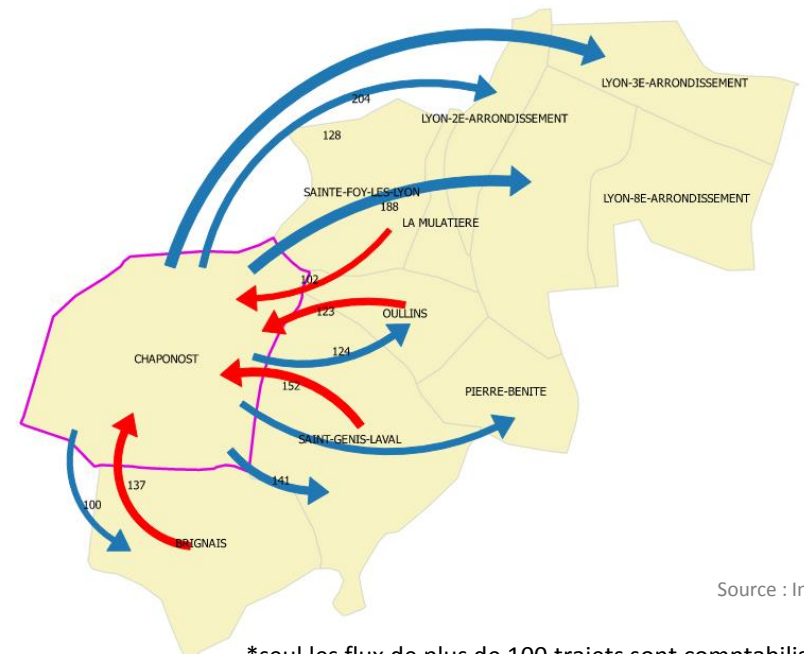 LYON-3E-ARRONDISSEMENT
204
LYON-2E-ARRONDISSEMENT
128
SAINTE-FOY-LES-LYON
LYON-8E-ARRONDISSEMENT
188
LA MULATIERE
102
123
OULLINS
124
CHAPONOST
152
PIERRE-BENITE
SAINT-GENIS-LAVAL
141
137
100
BRIGNAIS
Source : I
*seul les flux de plus de 100 trajets sont comptabilis